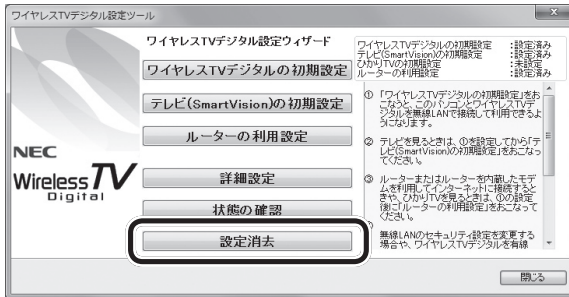 ワイヤレスTVデジタル設定ツール
x
ワイヤレスTVデジタル設定ウィザード
ワイヤレスTVデジタルの初期設定
テレビ(SmartVision)の初期設定
ルーターの利用設定
詳細設定
状態の確認
設定消去
NEC
Wireless TV
Digital
ワイヤレスTVデジタルの初期設定 :設定済み
テレビ(SmartVision)の初期設定 :設定済み
ひかりTVの初期設定 :未設定
ルーターの利用設定 :設定済み
① 「ワイヤレスTVデジタルの初期設定」をお
こなうと、このパソコンとワイヤレスTVデ
ジタルを無線LANで接続して利用できるよ
うになります。
② テレビを見るときは、①を設定してから「テ
レビ(SmartVision)の初期設定」をおこなっ
てください。
③ ルーターまたはルーターを内蔵したモデ
ムを利用してインターネットに接続すると
きや、ひかりTVを見るときは、①の設定
後に「ルーターの利用設定」をおこなって
ください。
無線LANのセキュリティ設定を変更する
場合や、ワイヤレスTVデジタルを有線
閉じる